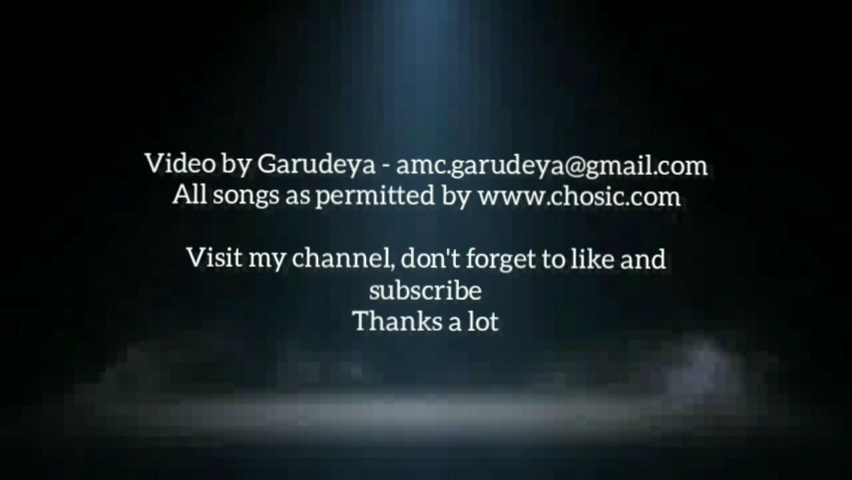 Video by Garudeya - amc.garudeya@gmail.com
All songs as permitted by www.chosic.com
Visit my channel, don't forget to like and
subscribe
Thanks a lot